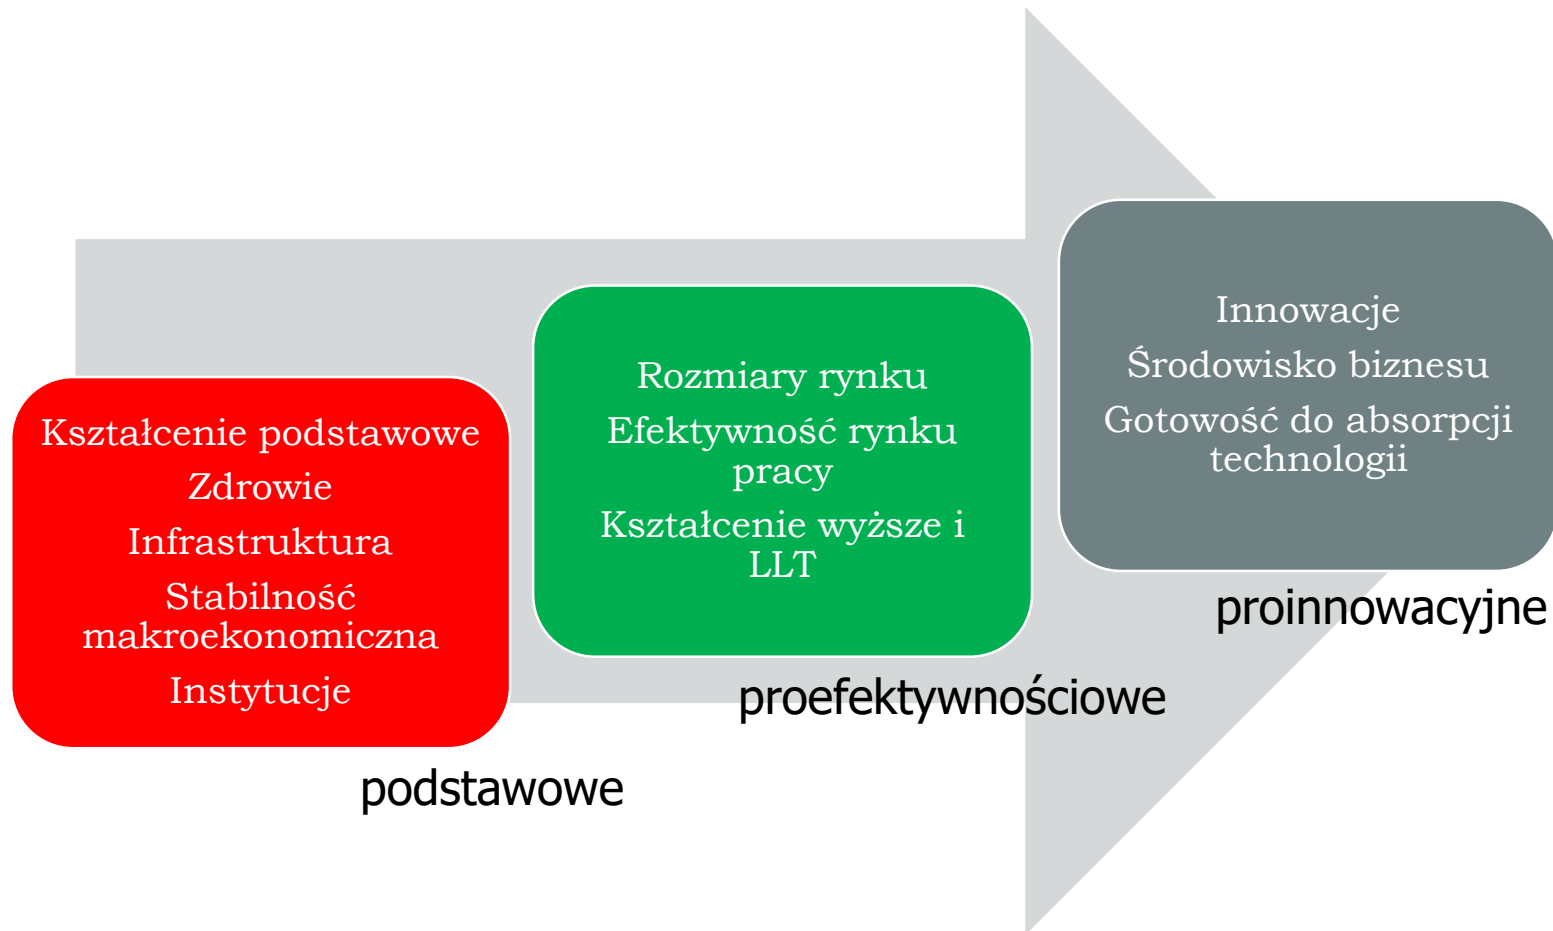 Kształcenie podstawowe
Zdrowie
Infrastruktura
Stabilność
makroekonomiczna
Instytucje
podstawowe
Rozmiary rynku
Efektywność rynku
pracy
Kształcenie wyższe i
LLT
proefektywnościowe
Innowacje
Środowisko biznesu
Gotowość do absorpcji
technologii
proinnowacyjne